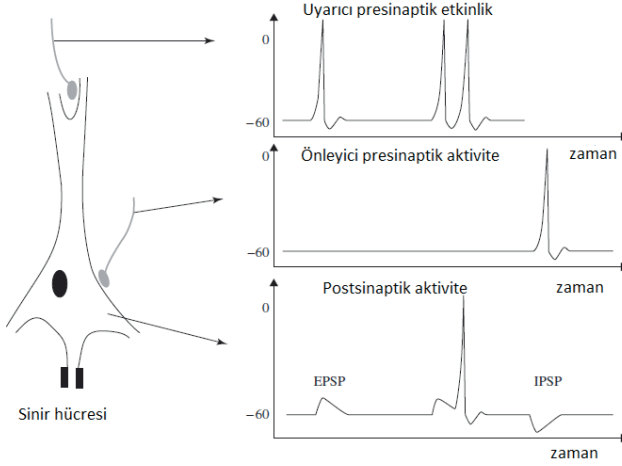 Uyarıcı presinaptik etkinlik
0
−60
Önleyici presinaptik aktivite
zaman
0
−60
Postsinaptik aktivite
zaman
0
EPSP
IPSP
−60
Sinir hücresi
zaman